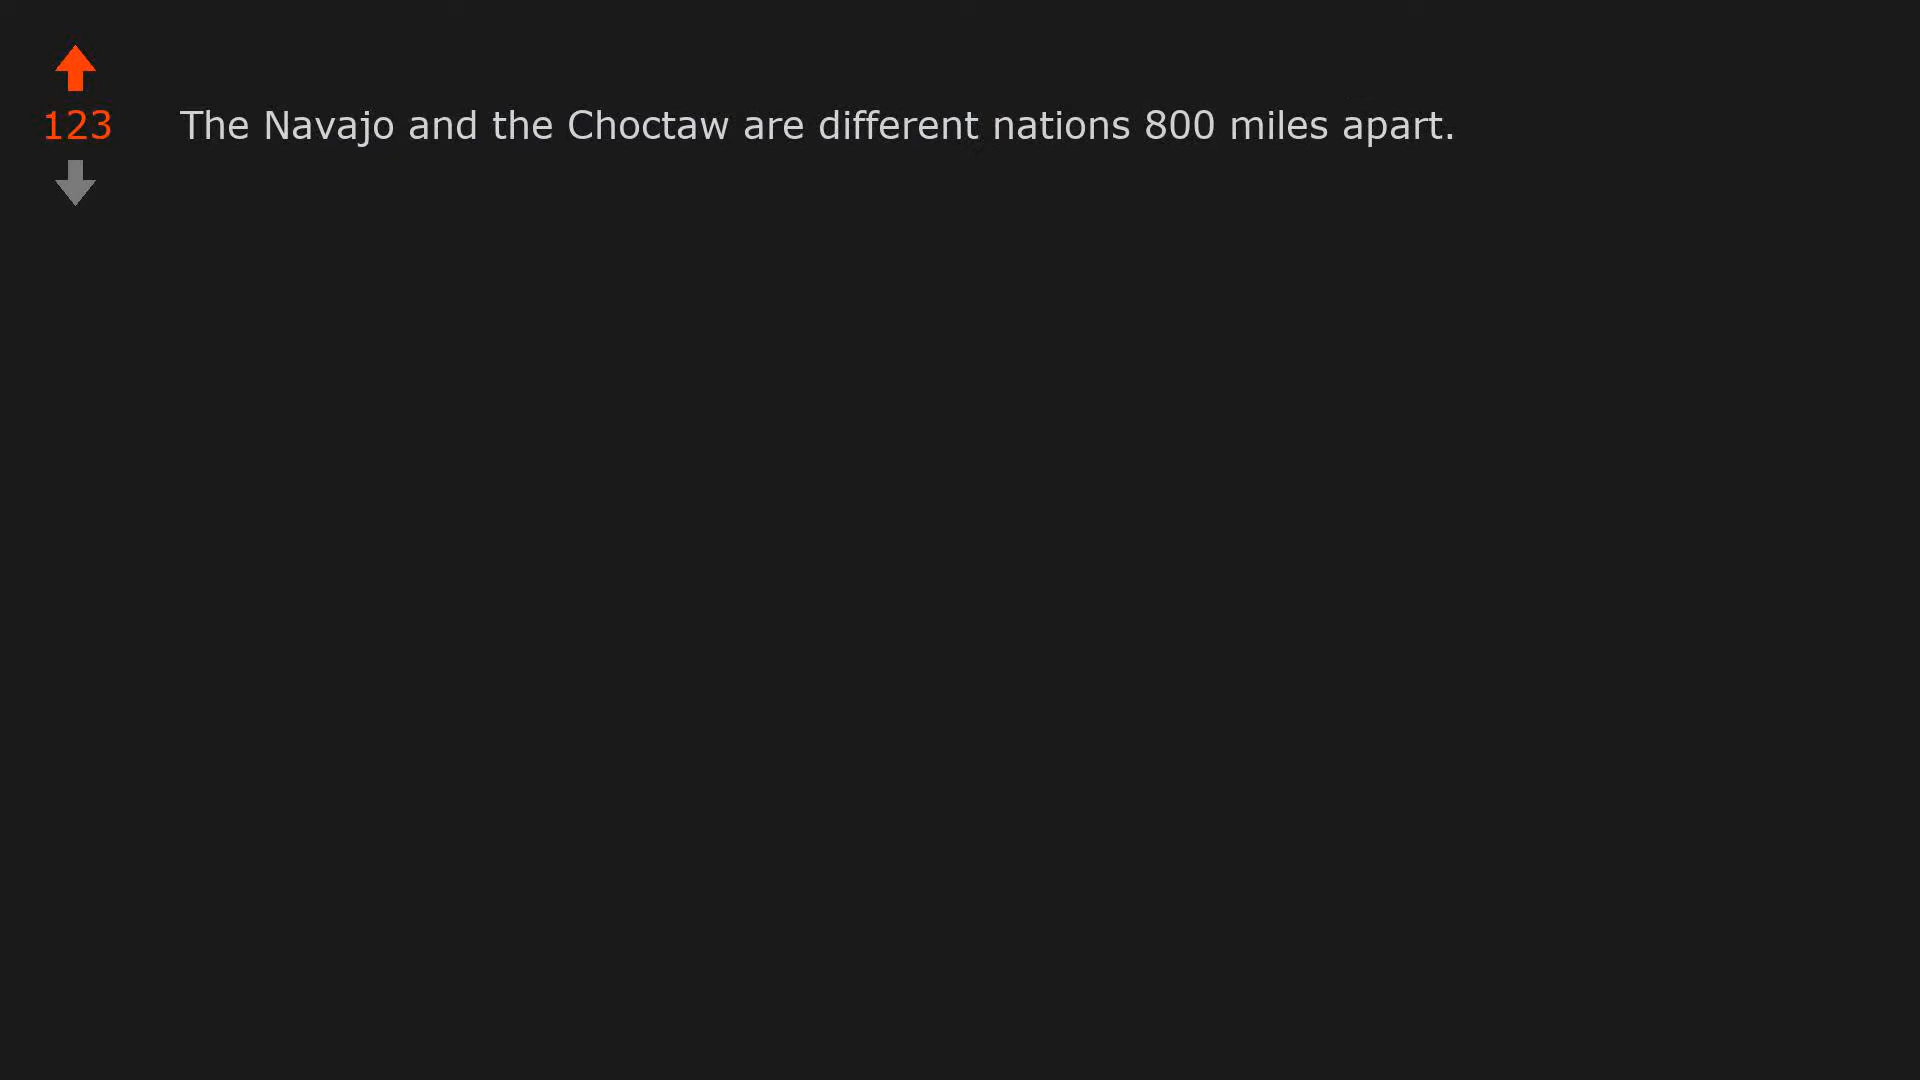 123
The Navajo and the Choctaw are different nations 800 miles apart.